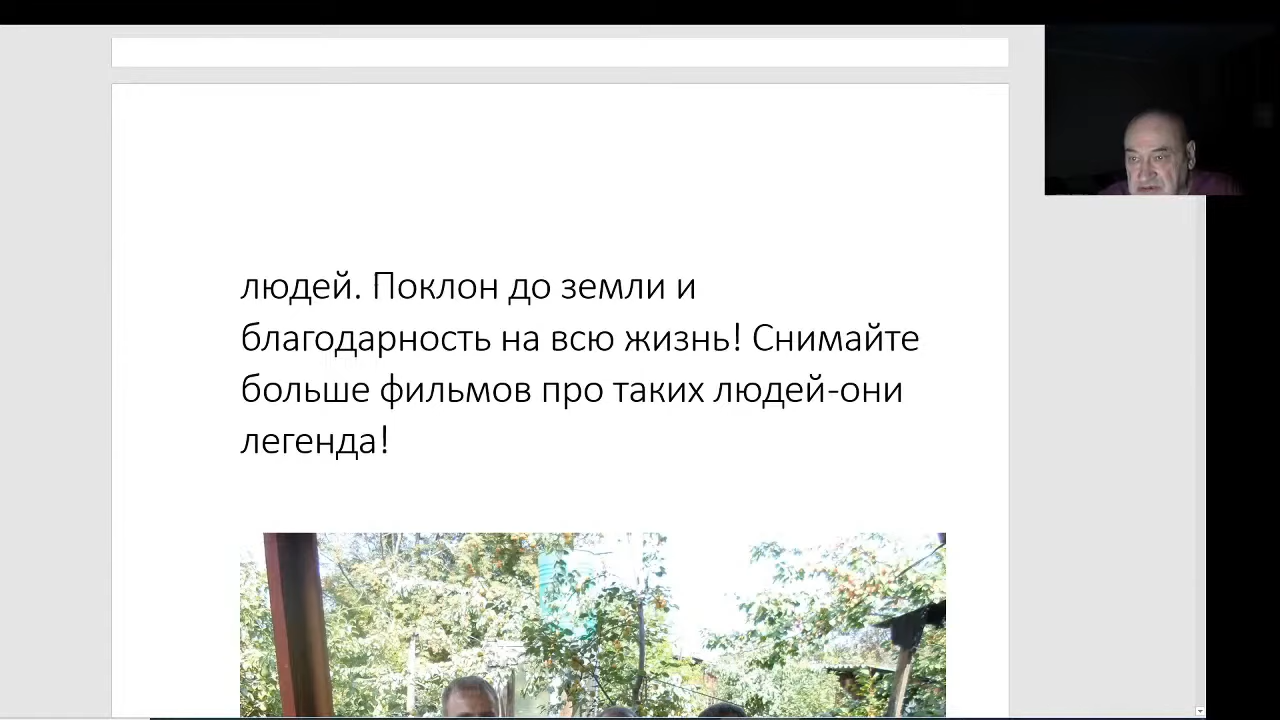 людей. Поклон до земли и
благодарность на всю жизнь! Снимайте
больше фильмов про таких людей-они
легенда!